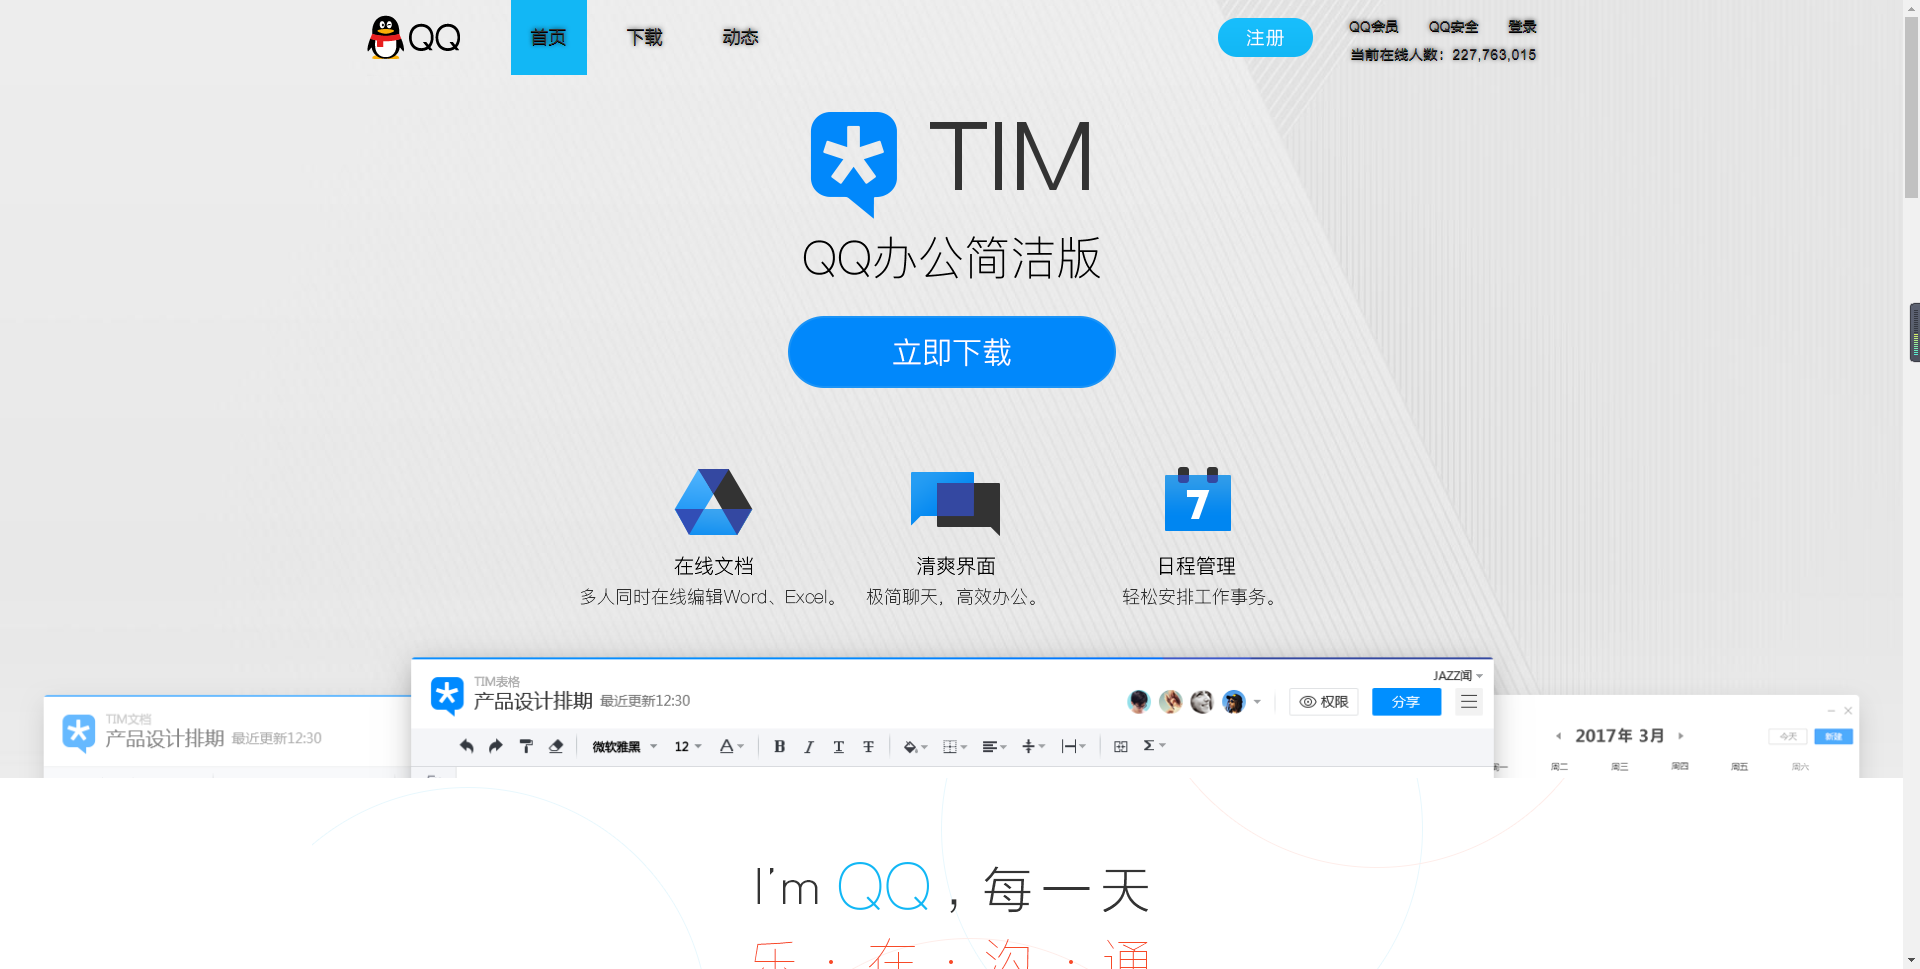 QQ
首页 下载 动态
注册
QQ会员 QQ安全 登录
当前在线人数：227,763,015
TIM
QQ办公简洁版
立即下载
7
在线文档 清爽界面 日程管理
多人同时在线编辑Word、Excel。 极简聊天，高效办公。 轻松安排工作事务。
JAZZ闻
TIM表格
产品设计排期 最近更新12:30
权限 分享
微软雅黑 12 A B I T T Σ
TIM文档
产品设计排期 最近更新12:30
2017年 3月
今天 新建
周一 周二 周三 周四 周五 周六
I'm QQ，每一天
乐·在·沟·通